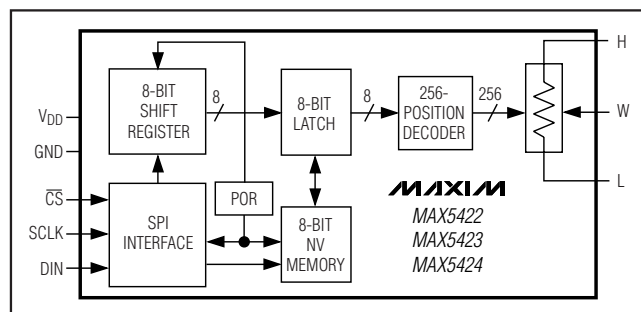 8-BIT
SHIFT
REGISTER
8
8-BIT
LATCH
8
256-
POSITION
DECODER
256
H
W
L
VDD
GND
CS
SCLK
DIN
SPI
INTERFACE
POR
8-BIT
NV
MEMORY
MAXIM
MAX5422
MAX5423
MAX5424